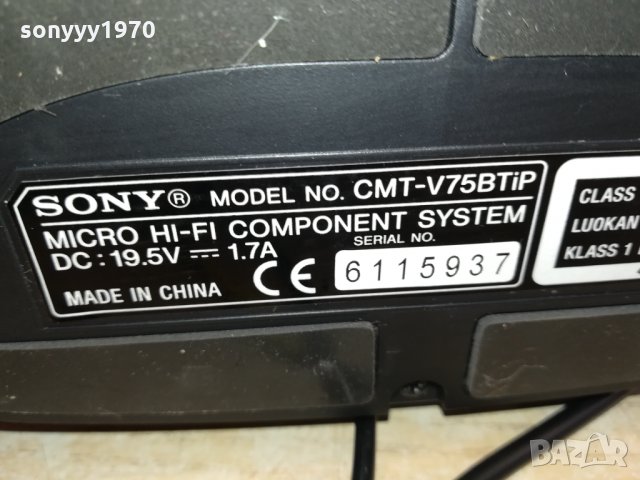 sonyyy1970
SONY® MODEL NO. CMT-V75BTiP
MICRO HI-FI COMPONENT SYSTEM
DC : 19.5V ⎓ 1.7A
SERIAL NO.
6115937
CE
MADE IN CHINA
CLASS
LUOKAN
KLASS 1
BAZAR